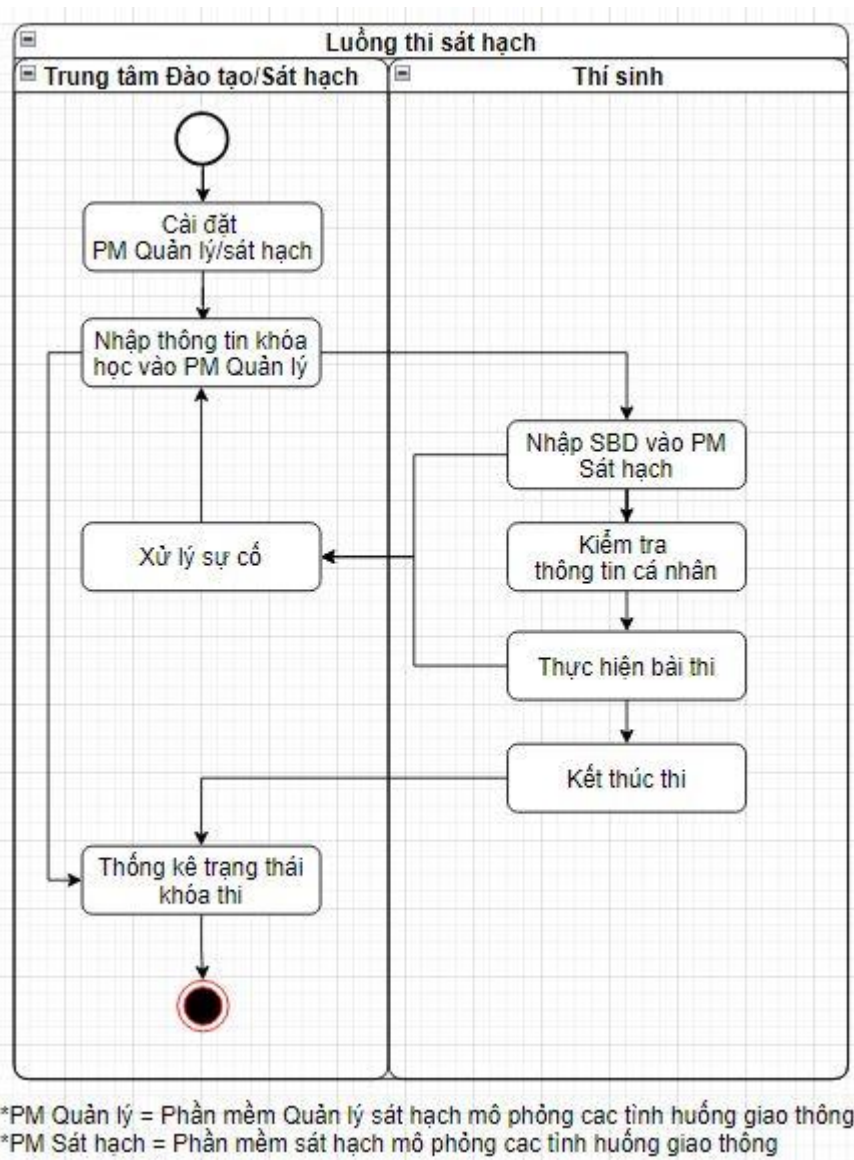 Luồng thi sát hạch
Trung tâm Đào tạo/Sát hạch
Thí sinh
Cài đặt
PM Quản lý/sát hạch
Nhập thông tin khóa
học vào PM Quản lý
Nhập SBD vào PM
Sát hạch
Xử lý sự cố
Kiểm tra
thông tin cá nhân
Thực hiện bài thi
Kết thúc thi
Thống kê trạng thái
khóa thi
*PM Quản lý = Phần mềm Quản lý sát hạch mô phỏng cac tình huống giao thông
*PM Sát hạch = Phần mềm sát hạch mô phỏng cac tình huống giao thông